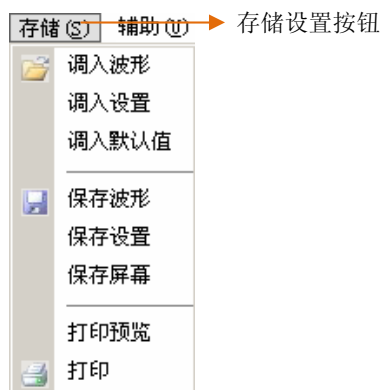 存储(S) 辅助(U) 存储设置按钮
调入波形
调入设置
调入默认值
保存波形
保存设置
保存屏幕
打印预览
打印